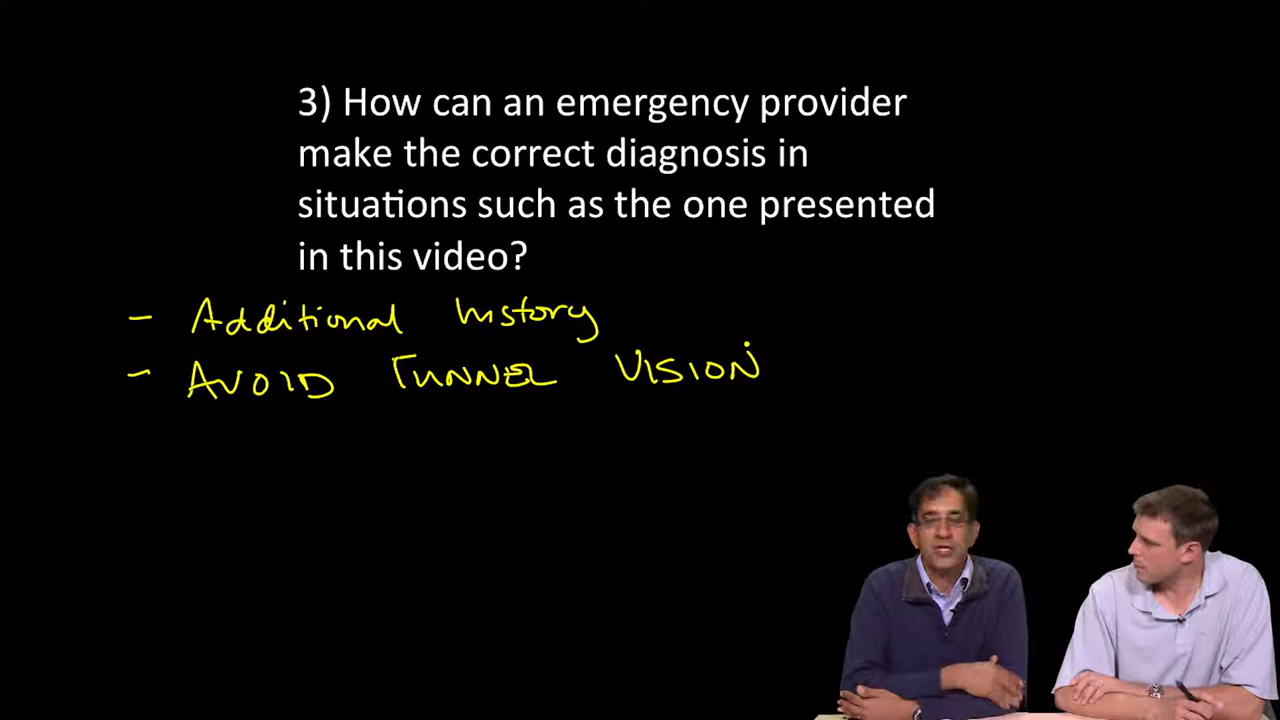 3) How can an emergency provider
make the correct diagnosis in
situations such as the one presented
in this video?
- Additional history
- AVOID TUNNEL VISION